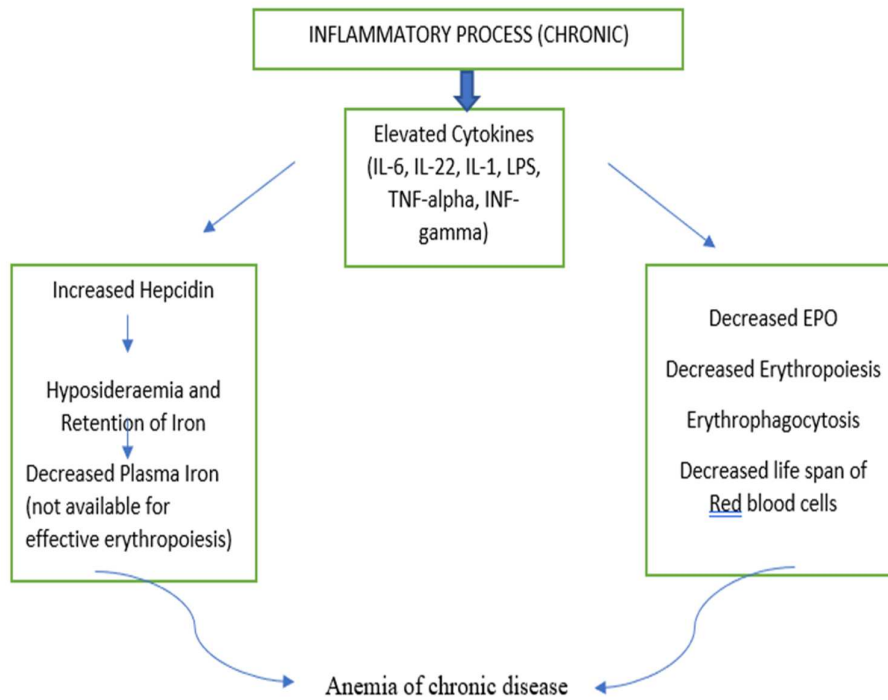 INFLAMMATORY PROCESS (CHRONIC)
Elevated Cytokines
(IL-6, IL-22, IL-1, LPS,
TNF-alpha, INF-
gamma)
Increased Hepcidin
Hyposideraemia and
Retention of Iron
Decreased Plasma Iron
(not available for
effective erythropoiesis)
Decreased EPO
Decreased Erythropoiesis
Erythrophagocytosis
Decreased life span of
Red blood cells
Anemia of chronic disease